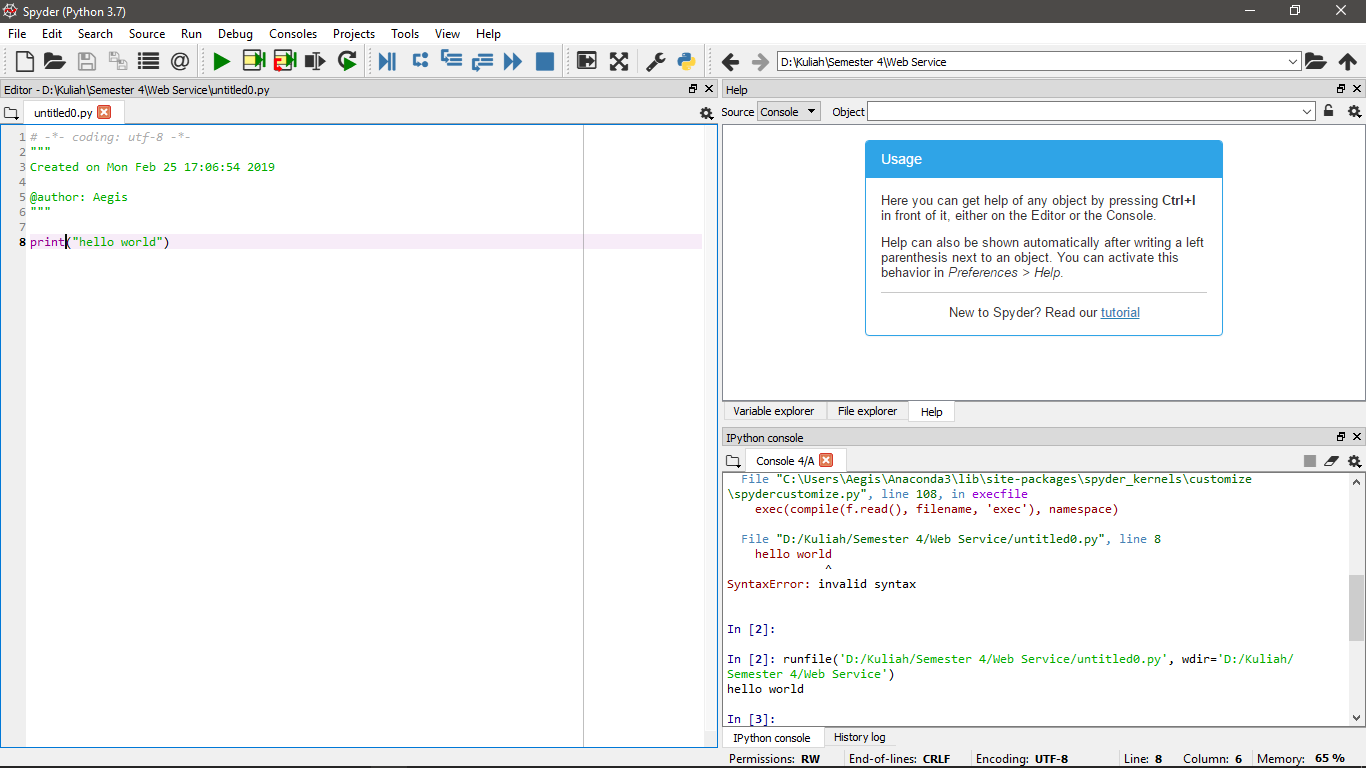 Spyder (Python 3.7)
File Edit Search Source Run Debug Consoles Projects Tools View Help
D:\Kuliah\Semester 4\Web Service
Editor - D:\Kuliah\Semester 4\Web Service\untitled0.py
untitled0.py
1 # -*- coding: utf-8 -*-
2 """
3 Created on Mon Feb 25 17:06:54 2019
4
5 @author: Aegis
6 """
7
8 print("hello world")
Help
Source Console Object
Usage
Here you can get help of any object by pressing Ctrl+I
in front of it, either on the Editor or the Console.
Help can also be shown automatically after writing a left
parenthesis next to an object. You can activate this
behavior in Preferences > Help.
New to Spyder? Read our tutorial
Variable explorer File explorer Help
IPython console
Console 4/A
File "C:\Users\Aegis\Anaconda3\lib\site-packages\spyder_kernels\customize
\spydercustomize.py", line 108, in execfile
exec(compile(f.read(), filename, 'exec'), namespace)
File "D:/Kuliah/Semester 4/Web Service/untitled0.py", line 8
hello world
^
SyntaxError: invalid syntax
In [2]:
In [2]: runfile('D:/Kuliah/Semester 4/Web Service/untitled0.py', wdir='D:/Kuliah/
Semester 4/Web Service')
hello world
In [3]:
IPython console History log
Permissions: RW End-of-lines: CRLF Encoding: UTF-8 Line: 8 Column: 6 Memory: 65 %